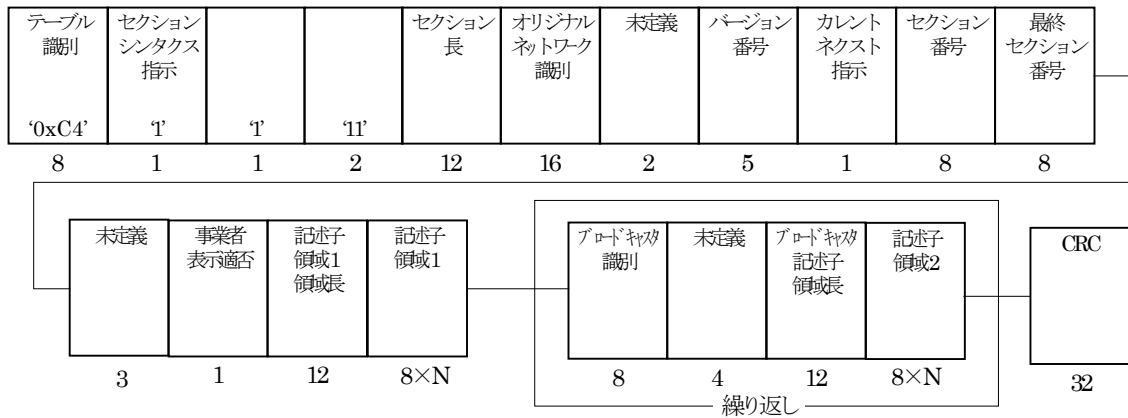 テーブル
識別
'0xC4'
8
セクション
シンタクス
指示
'1'
1
'1'
1
'11'
2
セクション
長
12
オリジナル
ネットワーク
識別
16
未定義
2
バージョン
番号
5
カレント
ネクスト
指示
1
セクション
番号
8
最終
セクション
番号
8
未定義
3
事業者
表示適否
1
記述子
領域1
領域長
12
記述子
領域1
8×N
ブロードキャスタ
識別
8
未定義
4
ブロードキャスタ
記述子
領域長
12
記述子
領域2
8×N
繰り返し
CRC
32